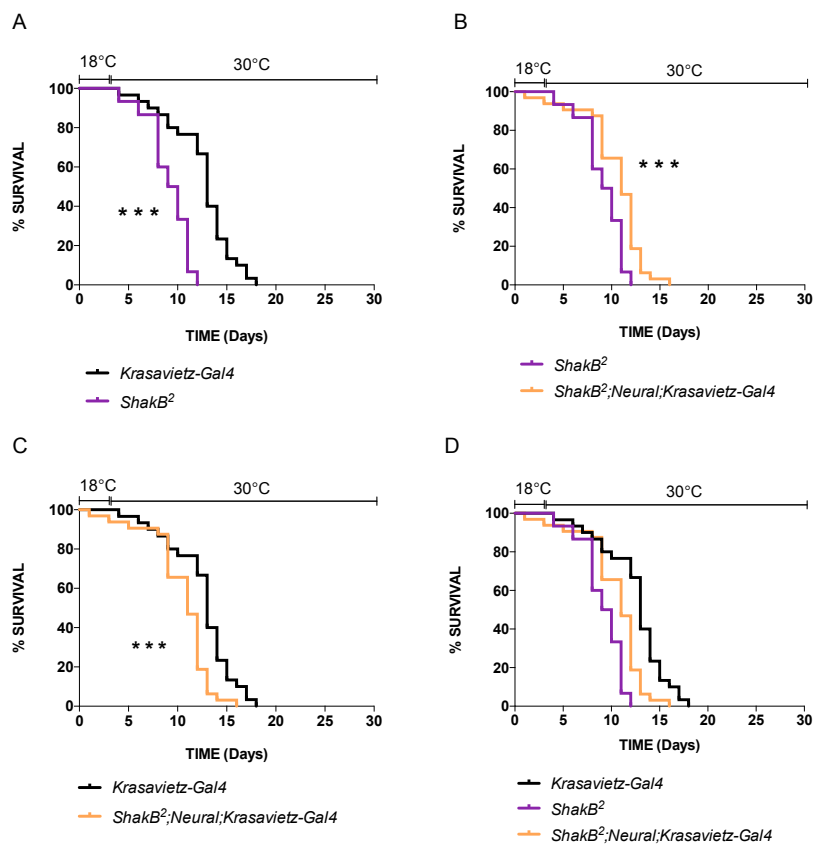 A
18°C 30°C
100
80
60
40
20
0
% SURVIVAL
* * *
0 5 10 15 20 25 30
TIME (Days)
Krasavietz-Gal4
ShakB²
B
18°C 30°C
100
80
60
40
20
0
% SURVIVAL
* * *
0 5 10 15 20 25 30
TIME (Days)
ShakB²
ShakB²;Neural;Krasavietz-Gal4
C
18°C 30°C
100
80
60
40
20
0
% SURVIVAL
* * *
0 5 10 15 20 25 30
TIME (Days)
Krasavietz-Gal4
ShakB²;Neural;Krasavietz-Gal4
D
18°C 30°C
100
80
60
40
20
0
% SURVIVAL
0 5 10 15 20 25 30
TIME (Days)
Krasavietz-Gal4
ShakB²
ShakB²;Neural;Krasavietz-Gal4